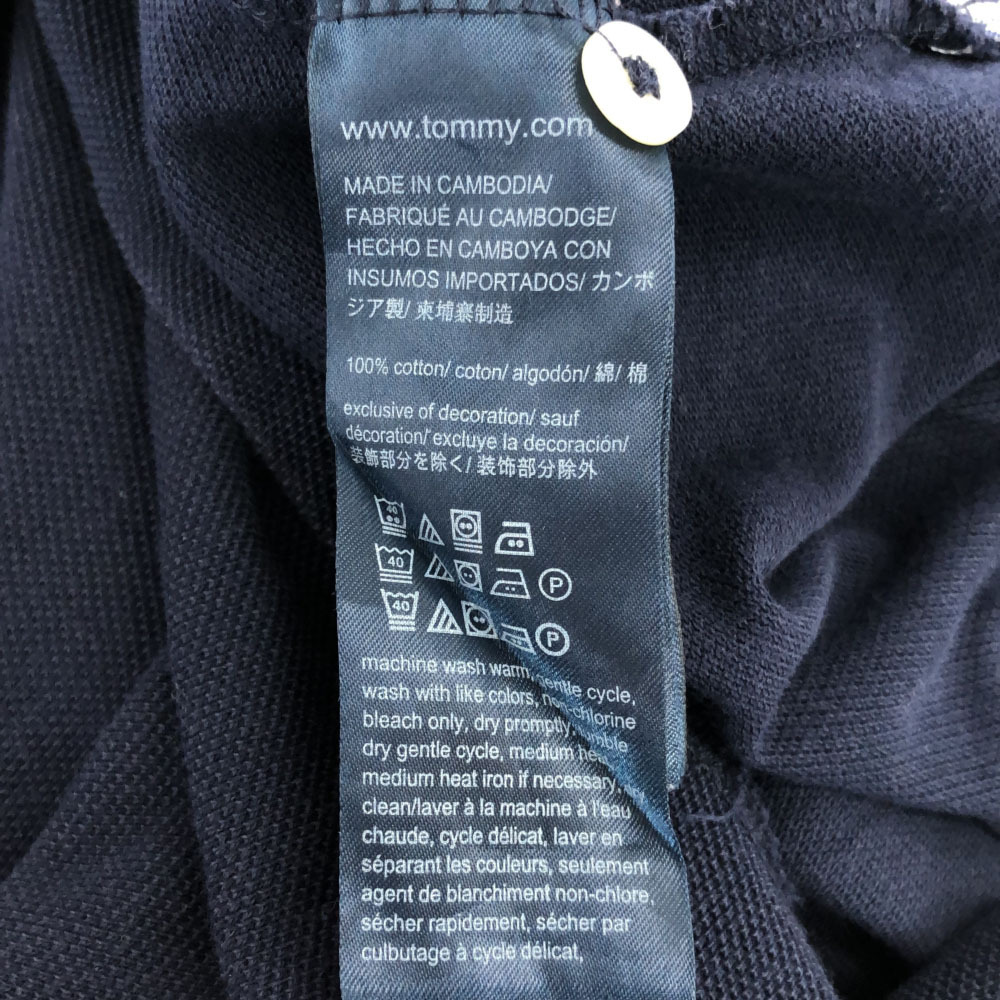 www.tommy.com
MADE IN CAMBODIA/
FABRIQUÉ AU CAMBODGE/
HECHO EN CAMBOYA CON
INSUMOS IMPORTADOS/ カンボ
ジア製/ 柬埔寨制造
100% cotton/ coton/ algodón/ 綿/ 棉
exclusive of decoration/ sauf
décoration/ excluye la decoración/
装飾部分を除く/ 装饰部分除外
40
40 P
40 P
machine wash warm, gentle cycle,
wash with like colors, chlorine
bleach only, dry promptly,
dry gentle cycle, medium
medium heat iron if necessary,
clean/laver à la machine à l'eau
chaude, cycle délicat, laver en
séparant les couleurs, seulement
agent de blanchiment non-chlore,
sécher rapidement, sécher par
culbutage à cycle délicat,